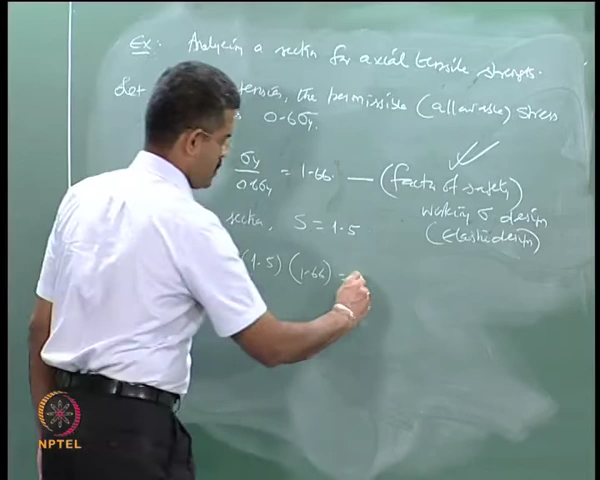 Ex: Analyzing a section for axial tensile strength.
Let tension, the permissible (allowable) stress
0.6σy.
σy / 0.6σy = 1.66 — (factor of safety)
working σ design
(Elastic design)
section, S = 1.5
(1.5) (1.66) =
NPTEL